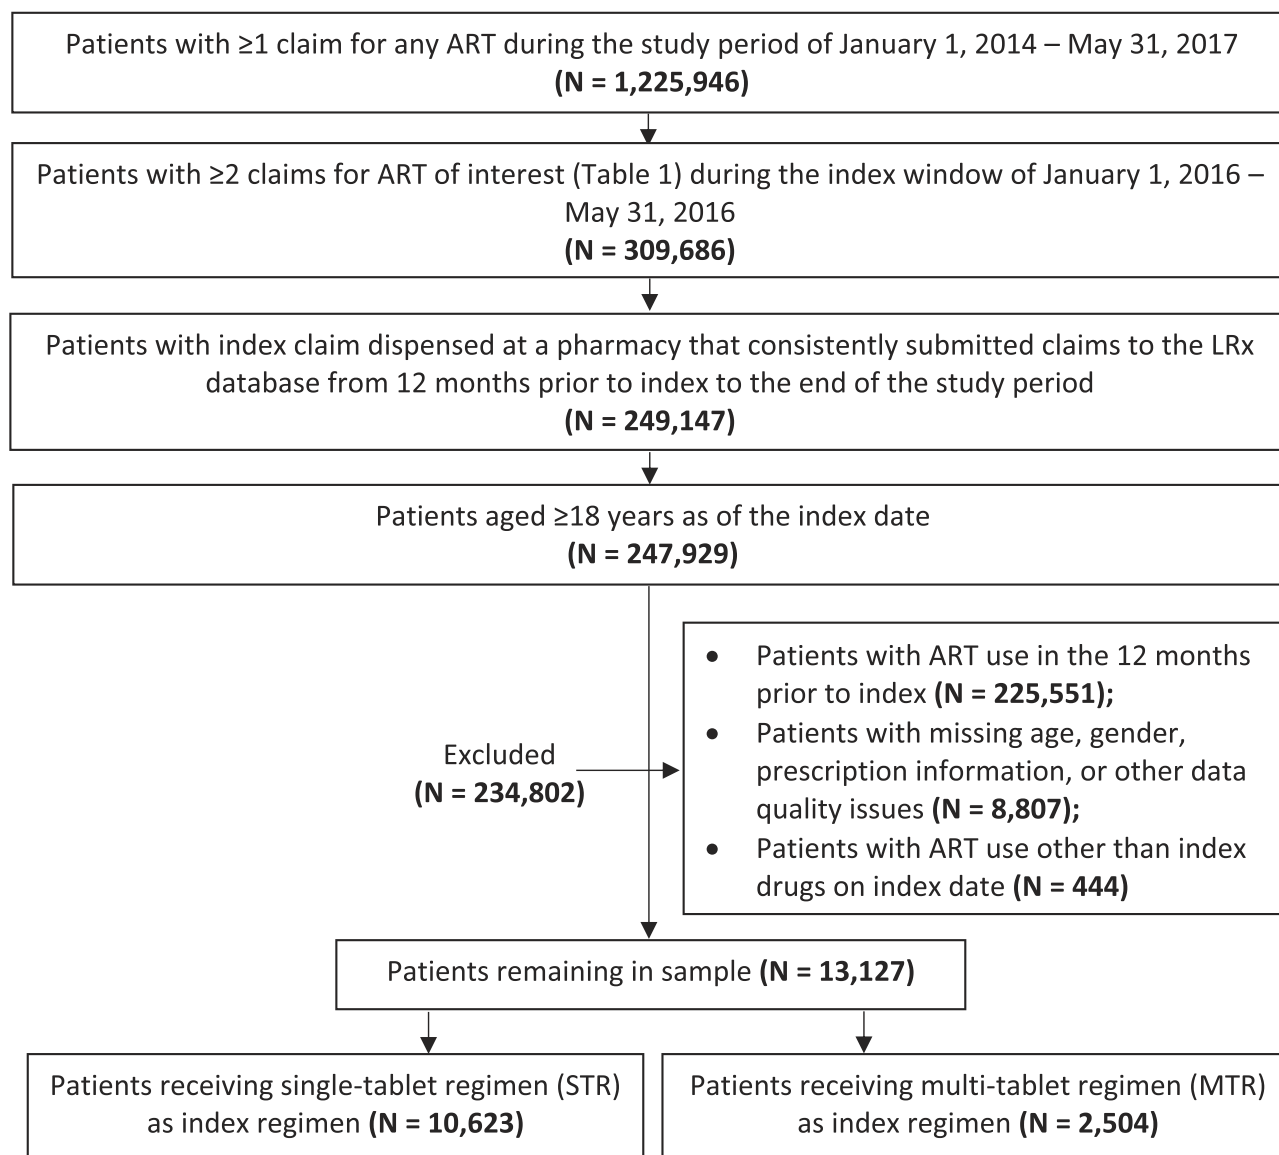 Patients with ≥1 claim for any ART during the study period of January 1, 2014 – May 31, 2017
(N = 1,225,946)
Patients with ≥2 claims for ART of interest (Table 1) during the index window of January 1, 2016 –
May 31, 2016
(N = 309,686)
Patients with index claim dispensed at a pharmacy that consistently submitted claims to the LRx
database from 12 months prior to index to the end of the study period
(N = 249,147)
Patients aged ≥18 years as of the index date
(N = 247,929)
Excluded
(N = 234,802)
• Patients with ART use in the 12 months
prior to index (N = 225,551);
• Patients with missing age, gender,
prescription information, or other data
quality issues (N = 8,807);
• Patients with ART use other than index
drugs on index date (N = 444)
Patients remaining in sample (N = 13,127)
Patients receiving single-tablet regimen (STR)
as index regimen (N = 10,623)
Patients receiving multi-tablet regimen (MTR)
as index regimen (N = 2,504)